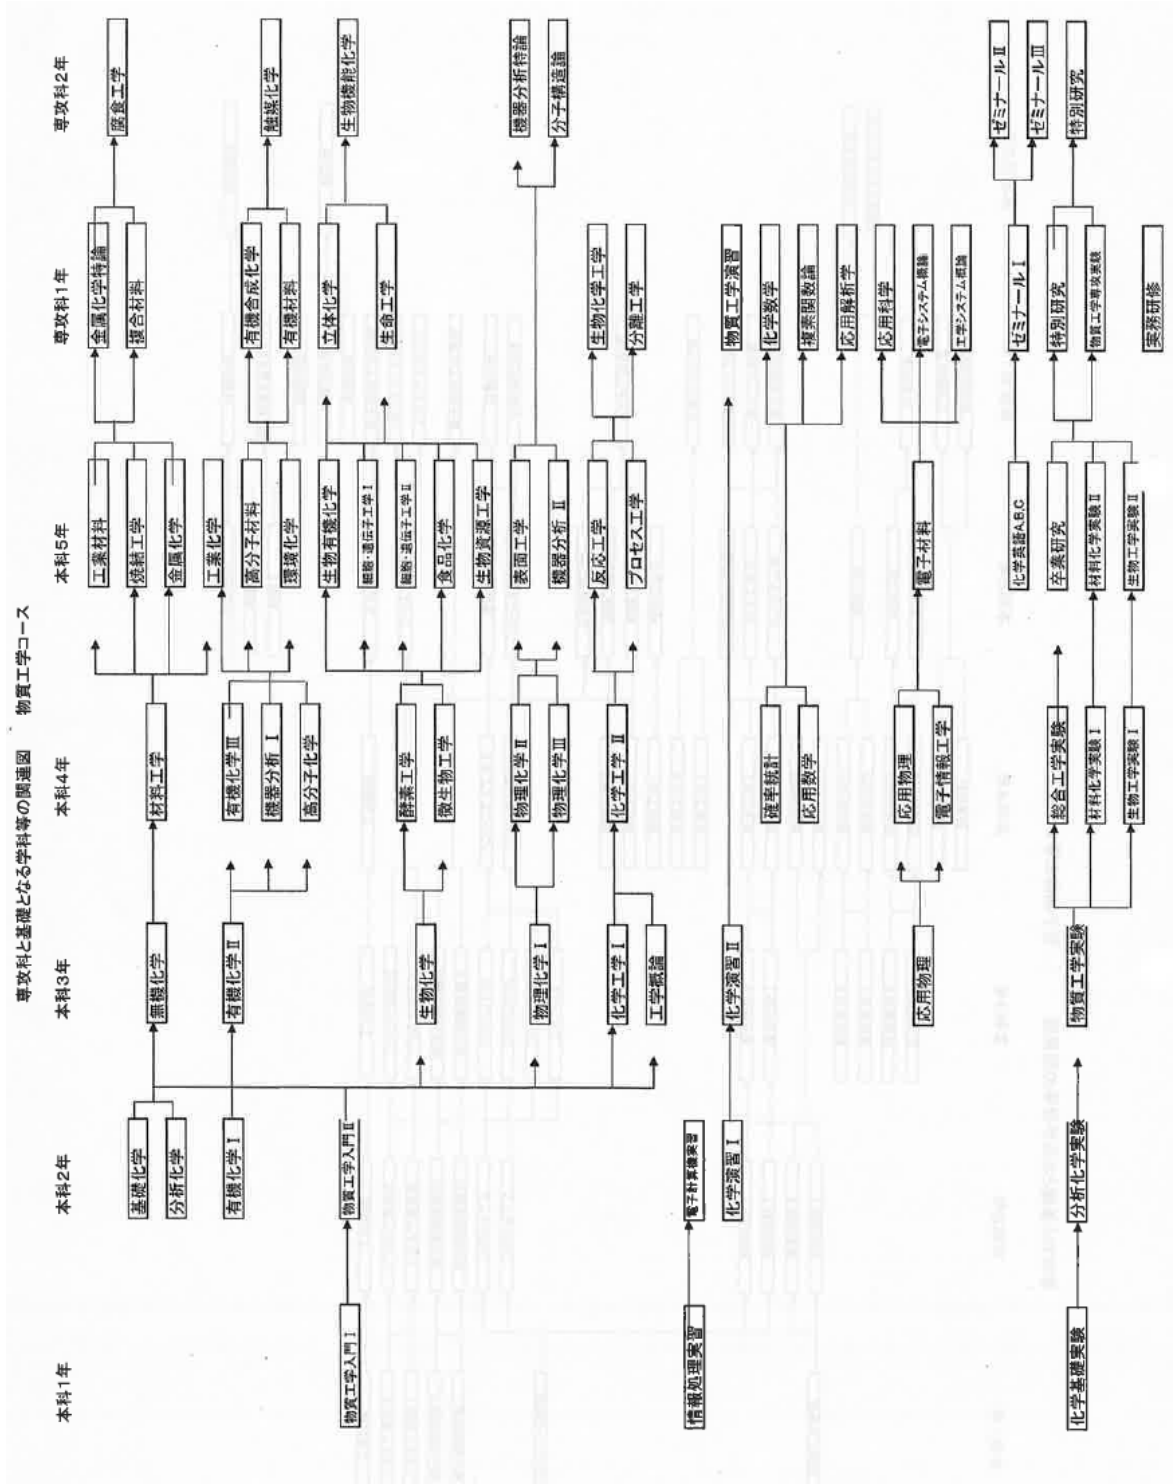 専攻科と基礎となる学科等の関連図　物質工学コース
本科1年
本科2年
本科3年
本科4年
本科5年
専攻科1年
専攻科2年
物質工学入門Ⅰ
情報処理実習
化学基礎実験
基礎化学
分析化学
有機化学Ⅰ
物質工学入門Ⅱ
電子計算機実習
化学演習Ⅰ
分析化学実験
無機化学
有機化学Ⅱ
生物化学
物理化学Ⅰ
化学工学Ⅰ
工学概論
化学演習Ⅱ
応用物理
物質工学実験
材料工学
有機化学Ⅲ
機器分析Ⅰ
高分子化学
酵素工学
微生物工学
物理化学Ⅱ
物理化学Ⅲ
化学工学Ⅱ
確率統計
応用数学
応用物理
電子情報工学
総合工学実験
材料化学実験Ⅰ
生物工学実験Ⅰ
工業材料
焼結工学
金属化学
工業化学
高分子材料
環境化学
生物有機化学
細胞・遺伝子工学Ⅰ
細胞・遺伝子工学Ⅱ
食品化学
生物資源工学
表面工学
機器分析Ⅱ
反応工学
プロセス工学
電子材料
化学英語A,B,C
卒業研究
材料化学実験Ⅱ
生物工学実験Ⅱ
金属化学特論
複合材料
有機合成化学
有機材料
立体化学
生命工学
生物化学工学
分離工学
物質工学演習
化学数学
複素関数論
応用解析学
応用科学
電子システム概論
工学システム概論
ゼミナールⅠ
特別研究
物質工学専攻実験
実務研修
腐食工学
触媒化学
生物機能化学
機器分析特論
分子構造論
ゼミナールⅡ
ゼミナールⅢ
特別研究